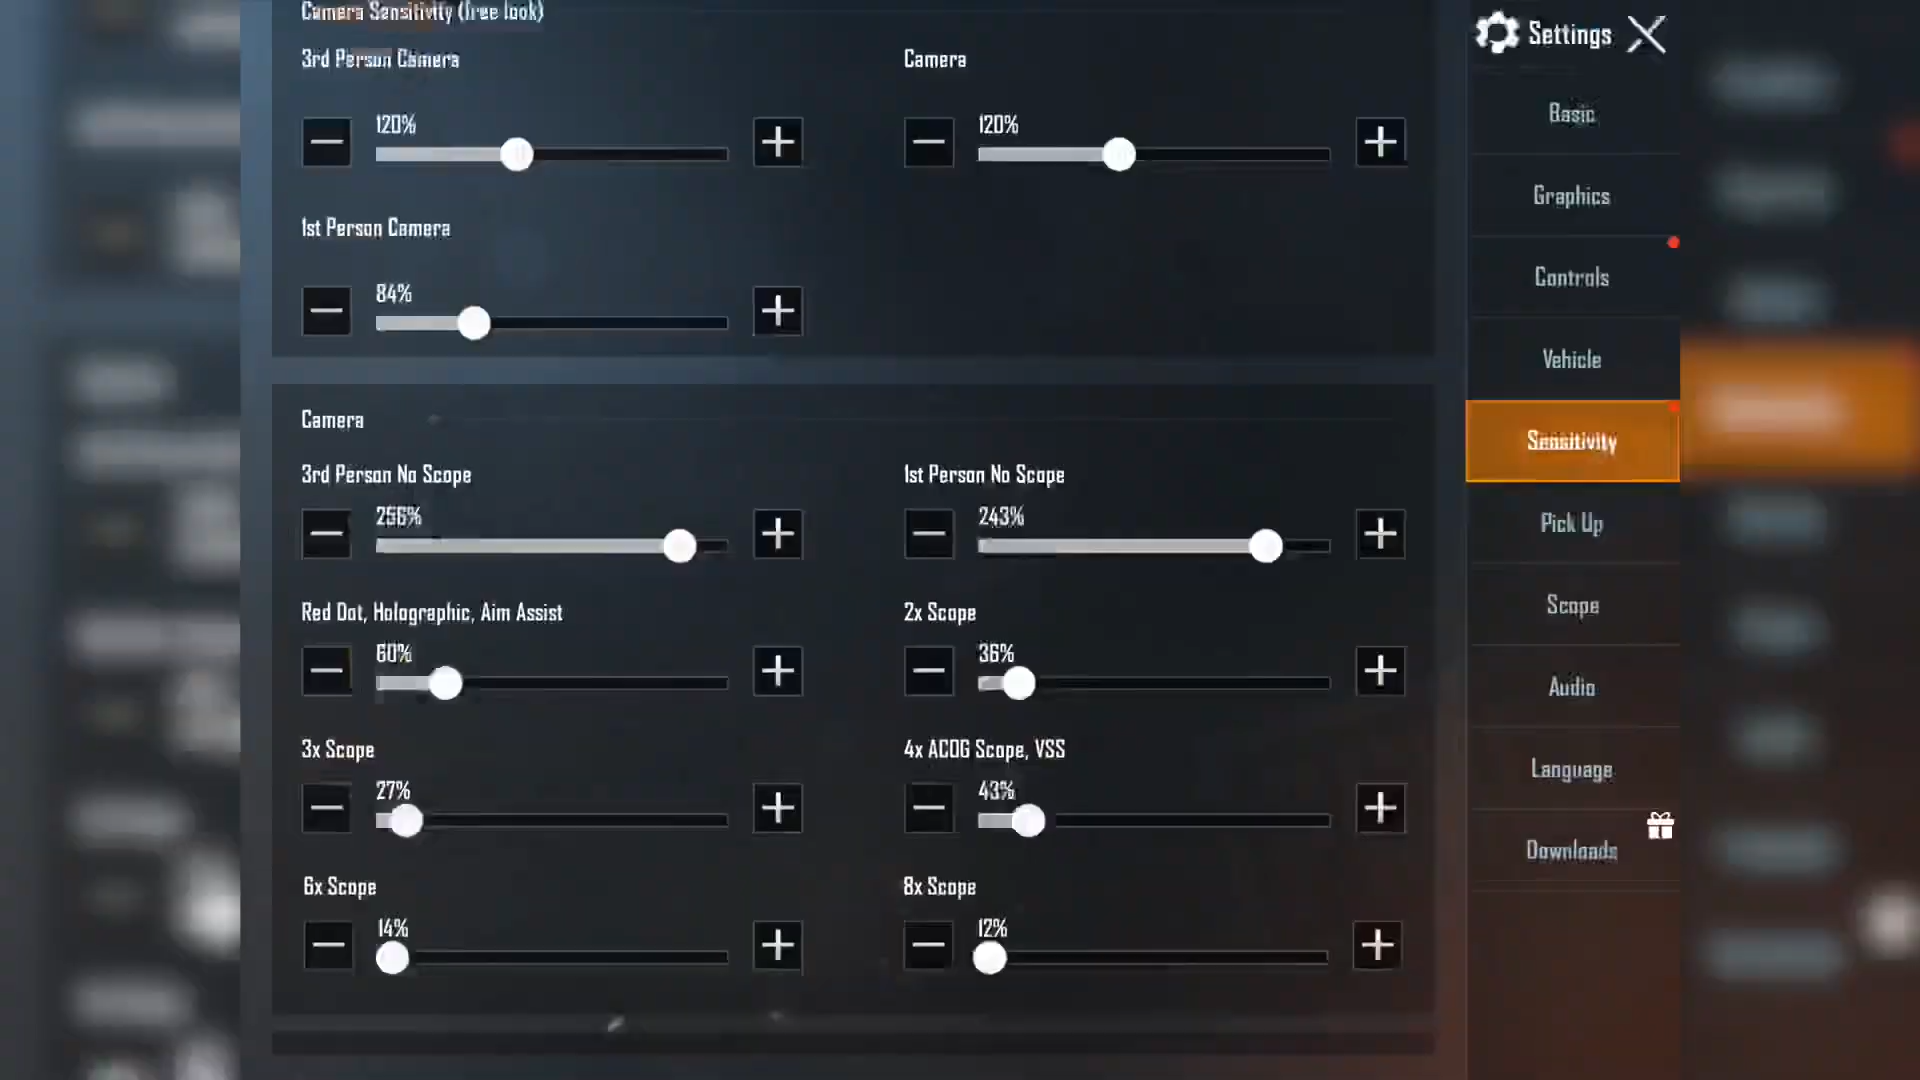 Camera Sensitivity (free look)
3rd Person Camera
Camera
120%
120%
1st Person Camera
84%
Camera
3rd Person No Scope
1st Person No Scope
256%
243%
Red Dot, Holographic, Aim Assist
2x Scope
60%
36%
3x Scope
4x ACOG Scope, VSS
27%
43%
6x Scope
8x Scope
14%
12%
Settings
Basic
Graphics
Controls
Vehicle
Sensitivity
Pick Up
Scope
Audio
Language
Downloads